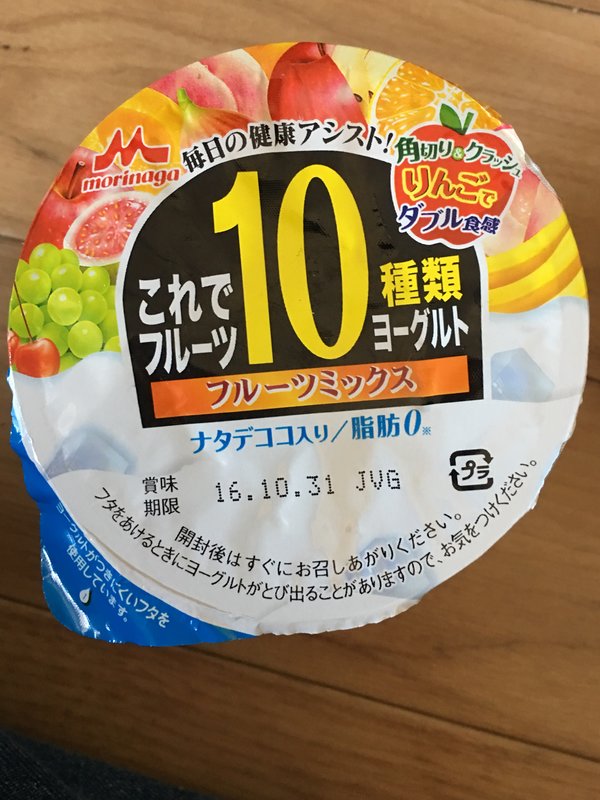 morinaga
毎日の健康アシスト!
角切り&クラッシュ
りんごで
ダブル食感
これで
フルーツ
10
種類
ヨーグルト
フルーツミックス
ナタデココ入り/脂肪0※
賞味
期限
16.10.31 JVG
プラ
開封後はすぐにお召しあがりください。
フタをあけるときにヨーグルトがとび出ることがありますので、お気をつけください。
ヨーグルトがつきにくいフタを
使用しています。